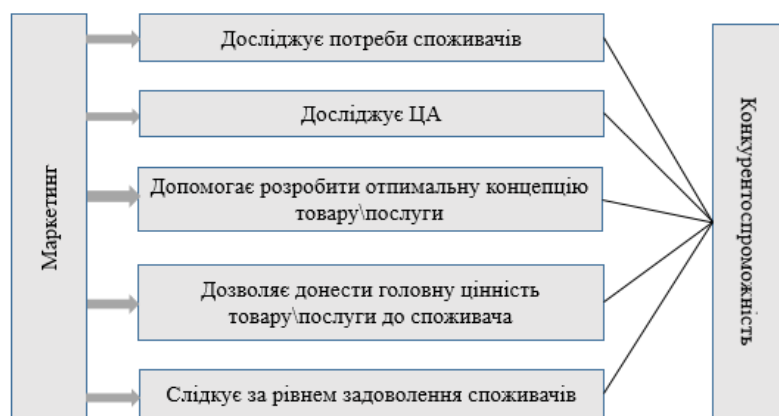 Маркетинг
Досліджує потреби споживачів
Досліджує ЦА
Допомогає розробити отпимальну концепцію
товару\послуги
Дозволяє донести головну цінність
товару\послуги до споживача
Слідкує за рівнем задоволення споживачів
Конкурентоспроможність